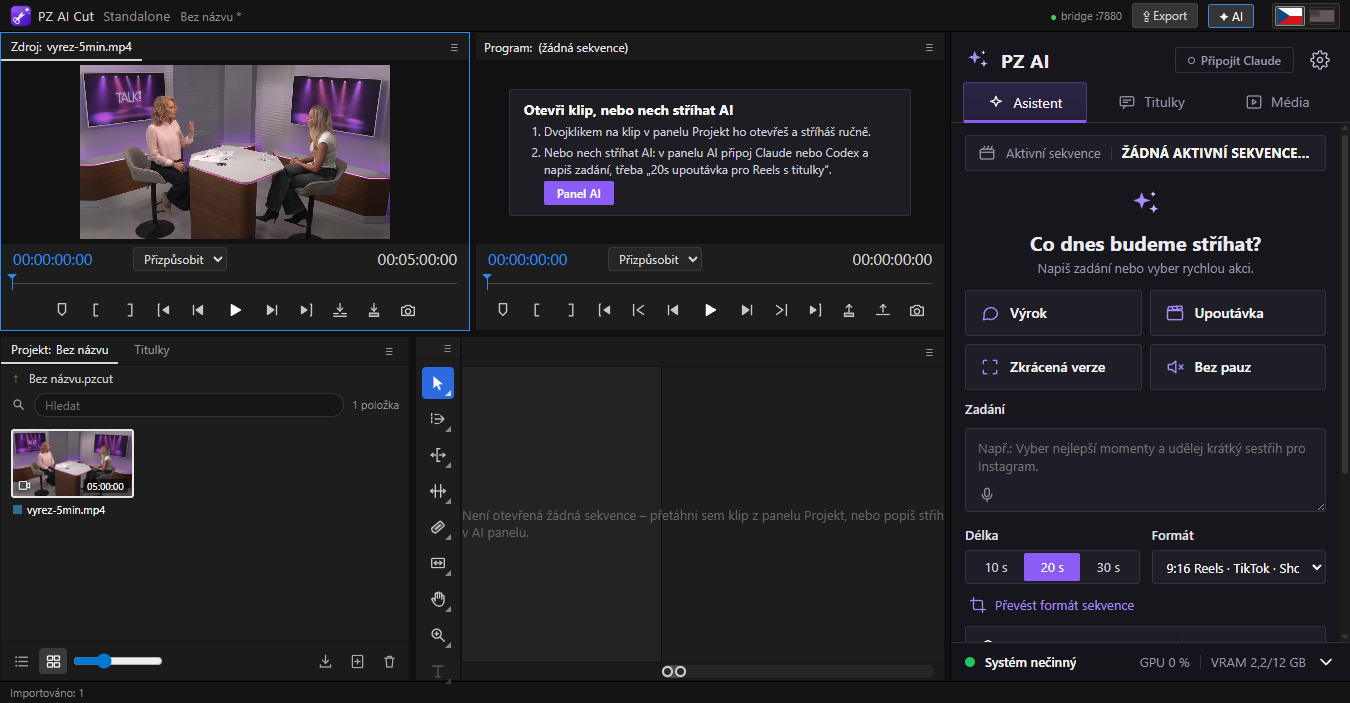 PZ AI Cut Standalone Bez názvu *
bridge :7880
Export
AI
Zdroj: vyrez-5min.mp4
TALK!
00:00:00:00
Přizpůsobit
00:05:00:00
Program: (žádná sekvence)
Otevři klip, nebo nech stříhat AI
1. Dvojklikem na klip v panelu Projekt ho otevřeš a stříháš ručně.
2. Nebo nech stříhat AI: v panelu AI připoj Claude nebo Codex a
napiš zadání, třeba „20s upoutávka pro Reels s titulky“.
Panel AI
00:00:00:00
Přizpůsobit
00:00:00:00
Projekt: Bez názvu
Titulky
Bez názvu.pzcut
Hledat
1 položka
05:00:00
vyrez-5min.mp4
Importováno: 1
Není otevřená žádná sekvence – přetáhni sem klip z panelu Projekt, nebo popiš střih
v AI panelu.
PZ AI
Připojit Claude
Asistent
Titulky
Média
Aktivní sekvence
ŽÁDNÁ AKTIVNÍ SEKVENCE...
Co dnes budeme stříhat?
Napiš zadání nebo vyber rychlou akci.
Výrok
Upoutávka
Zkrácená verze
Bez pauz
Zadání
Např.: Vyber nejlepší momenty a udělej krátký sestřih pro
Instagram.
Délka
Formát
10 s
20 s
30 s
9:16 Reels · TikTok · Shc
Převést formát sekvence
Systém nečinný
GPU 0 %
VRAM 2,2/12 GB